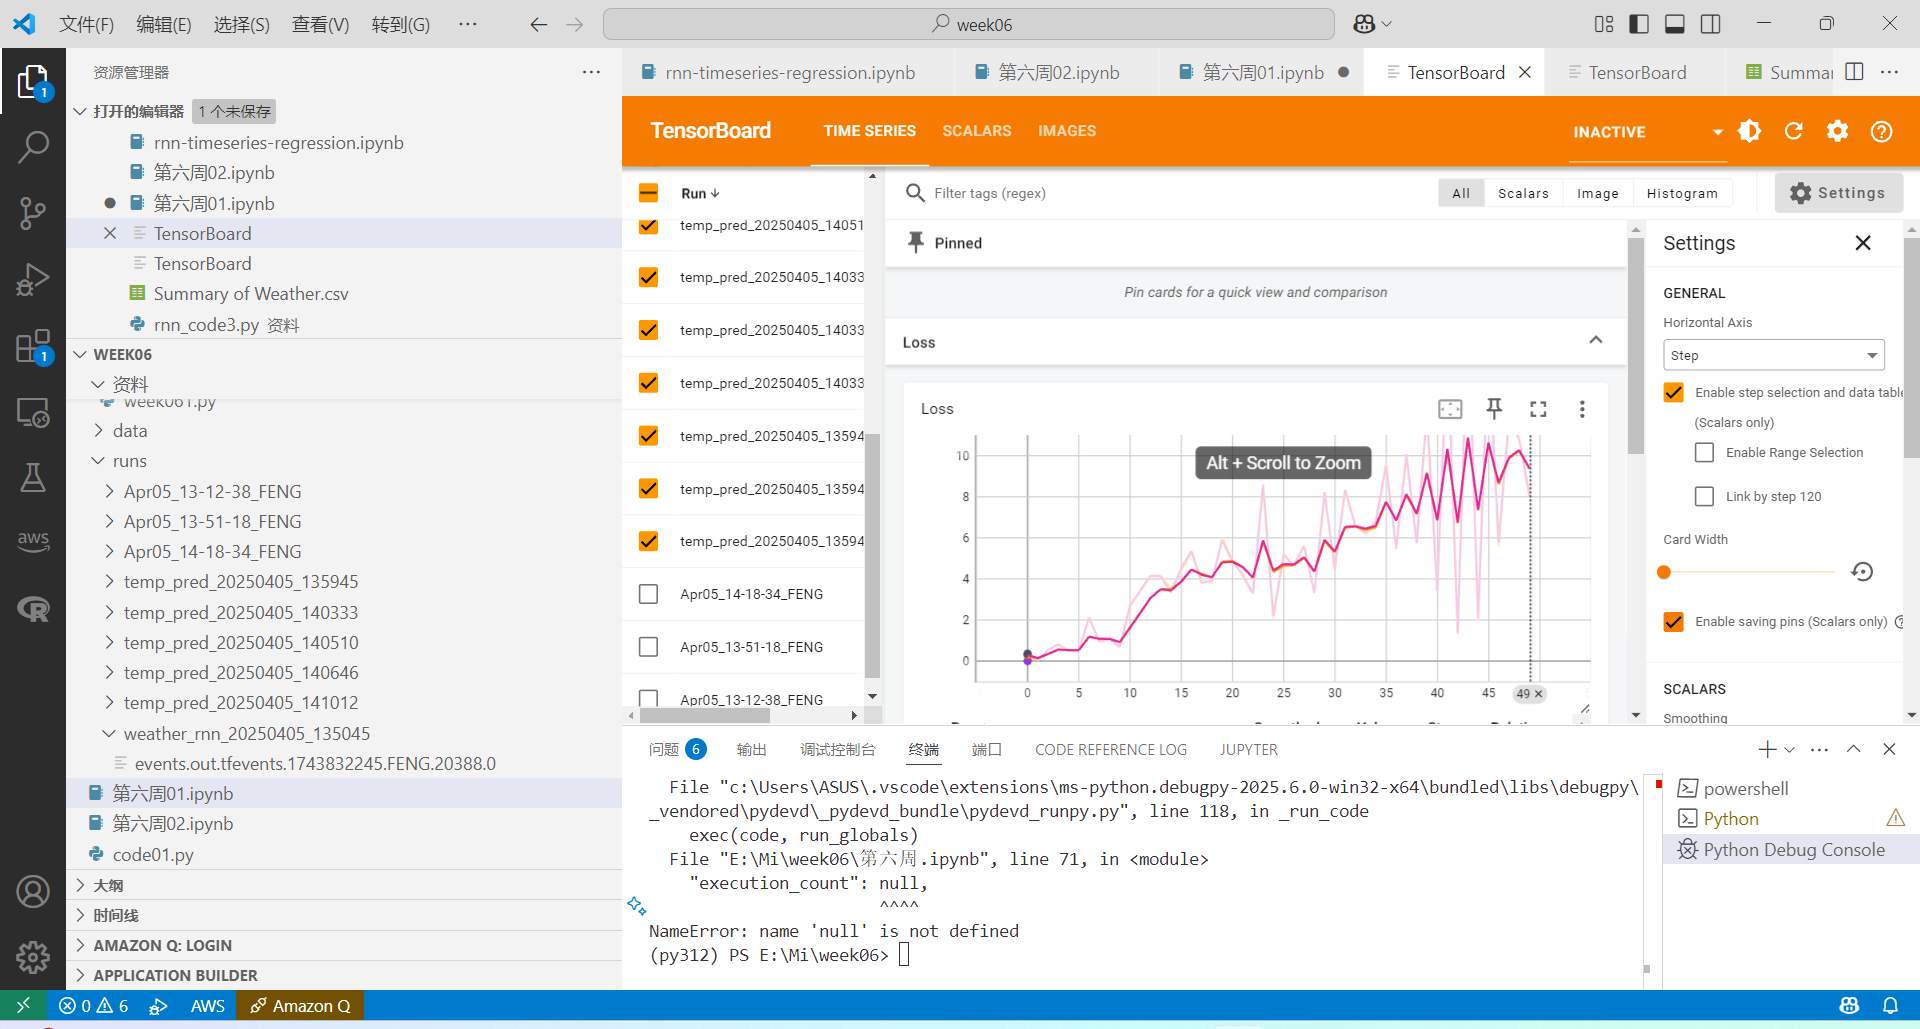 文件(F) 编辑(E) 选择(S) 查看(V) 转到(G) ··· week06
资源管理器 ···
rnn-timeseries-regression.ipynb 第六周02.ipynb 第六周01.ipynb TensorBoard TensorBoard Summar ···
打开的编辑器 1 个未保存
rnn-timeseries-regression.ipynb
第六周02.ipynb
第六周01.ipynb
TensorBoard
TensorBoard
Summary of Weather.csv
rnn_code3.py 资料
WEEK06
资料
week061.py
data
runs
Apr05_13-12-38_FENG
Apr05_13-51-18_FENG
Apr05_14-18-34_FENG
temp_pred_20250405_135945
temp_pred_20250405_140333
temp_pred_20250405_140510
temp_pred_20250405_140646
temp_pred_20250405_141012
weather_rnn_20250405_135045
events.out.tfevents.1743832245.FENG.20388.0
第六周01.ipynb
第六周02.ipynb
code01.py
大纲
时间线
AMAZON Q: LOGIN
APPLICATION BUILDER
1
1
aws
R
TensorBoard TIME SERIES SCALARS IMAGES INACTIVE
Run
temp_pred_20250405_14051
temp_pred_20250405_14033
temp_pred_20250405_14033
temp_pred_20250405_14033
temp_pred_20250405_13594
temp_pred_20250405_13594
temp_pred_20250405_13594
Apr05_14-18-34_FENG
Apr05_13-51-18_FENG
Apr05_13-12-38_FENG
Filter tags (regex) All Scalars Image Histogram Settings
Pinned
Pin cards for a quick view and comparison
Loss
Loss
Alt + Scroll to Zoom
10
8
6
4
2
0
0 5 10 15 20 25 30 35 40 45 49 ×
Settings
GENERAL
Horizontal Axis
Step
Enable step selection and data table
(Scalars only)
Enable Range Selection
Link by step 120
Card Width
Enable saving pins (Scalars only)
SCALARS
Smoothing
问题 6 输出 调试控制台 终端 端口 CODE REFERENCE LOG JUPYTER ···
File "c:\Users\ASUS\.vscode\extensions\ms-python.debugpy-2025.6.0-win32-x64\bundled\libs\debugpy\
_vendored\pydevd\_pydevd_bundle\pydevd_runpy.py", line 118, in _run_code
exec(code, run_globals)
File "E:\Mi\week06\第六周.ipynb", line 71, in <module>
"execution_count": null,
^^^^
NameError: name 'null' is not defined
(py312) PS E:\Mi\week06>
powershell
Python
Python Debug Console
0 6 AWS Amazon Q